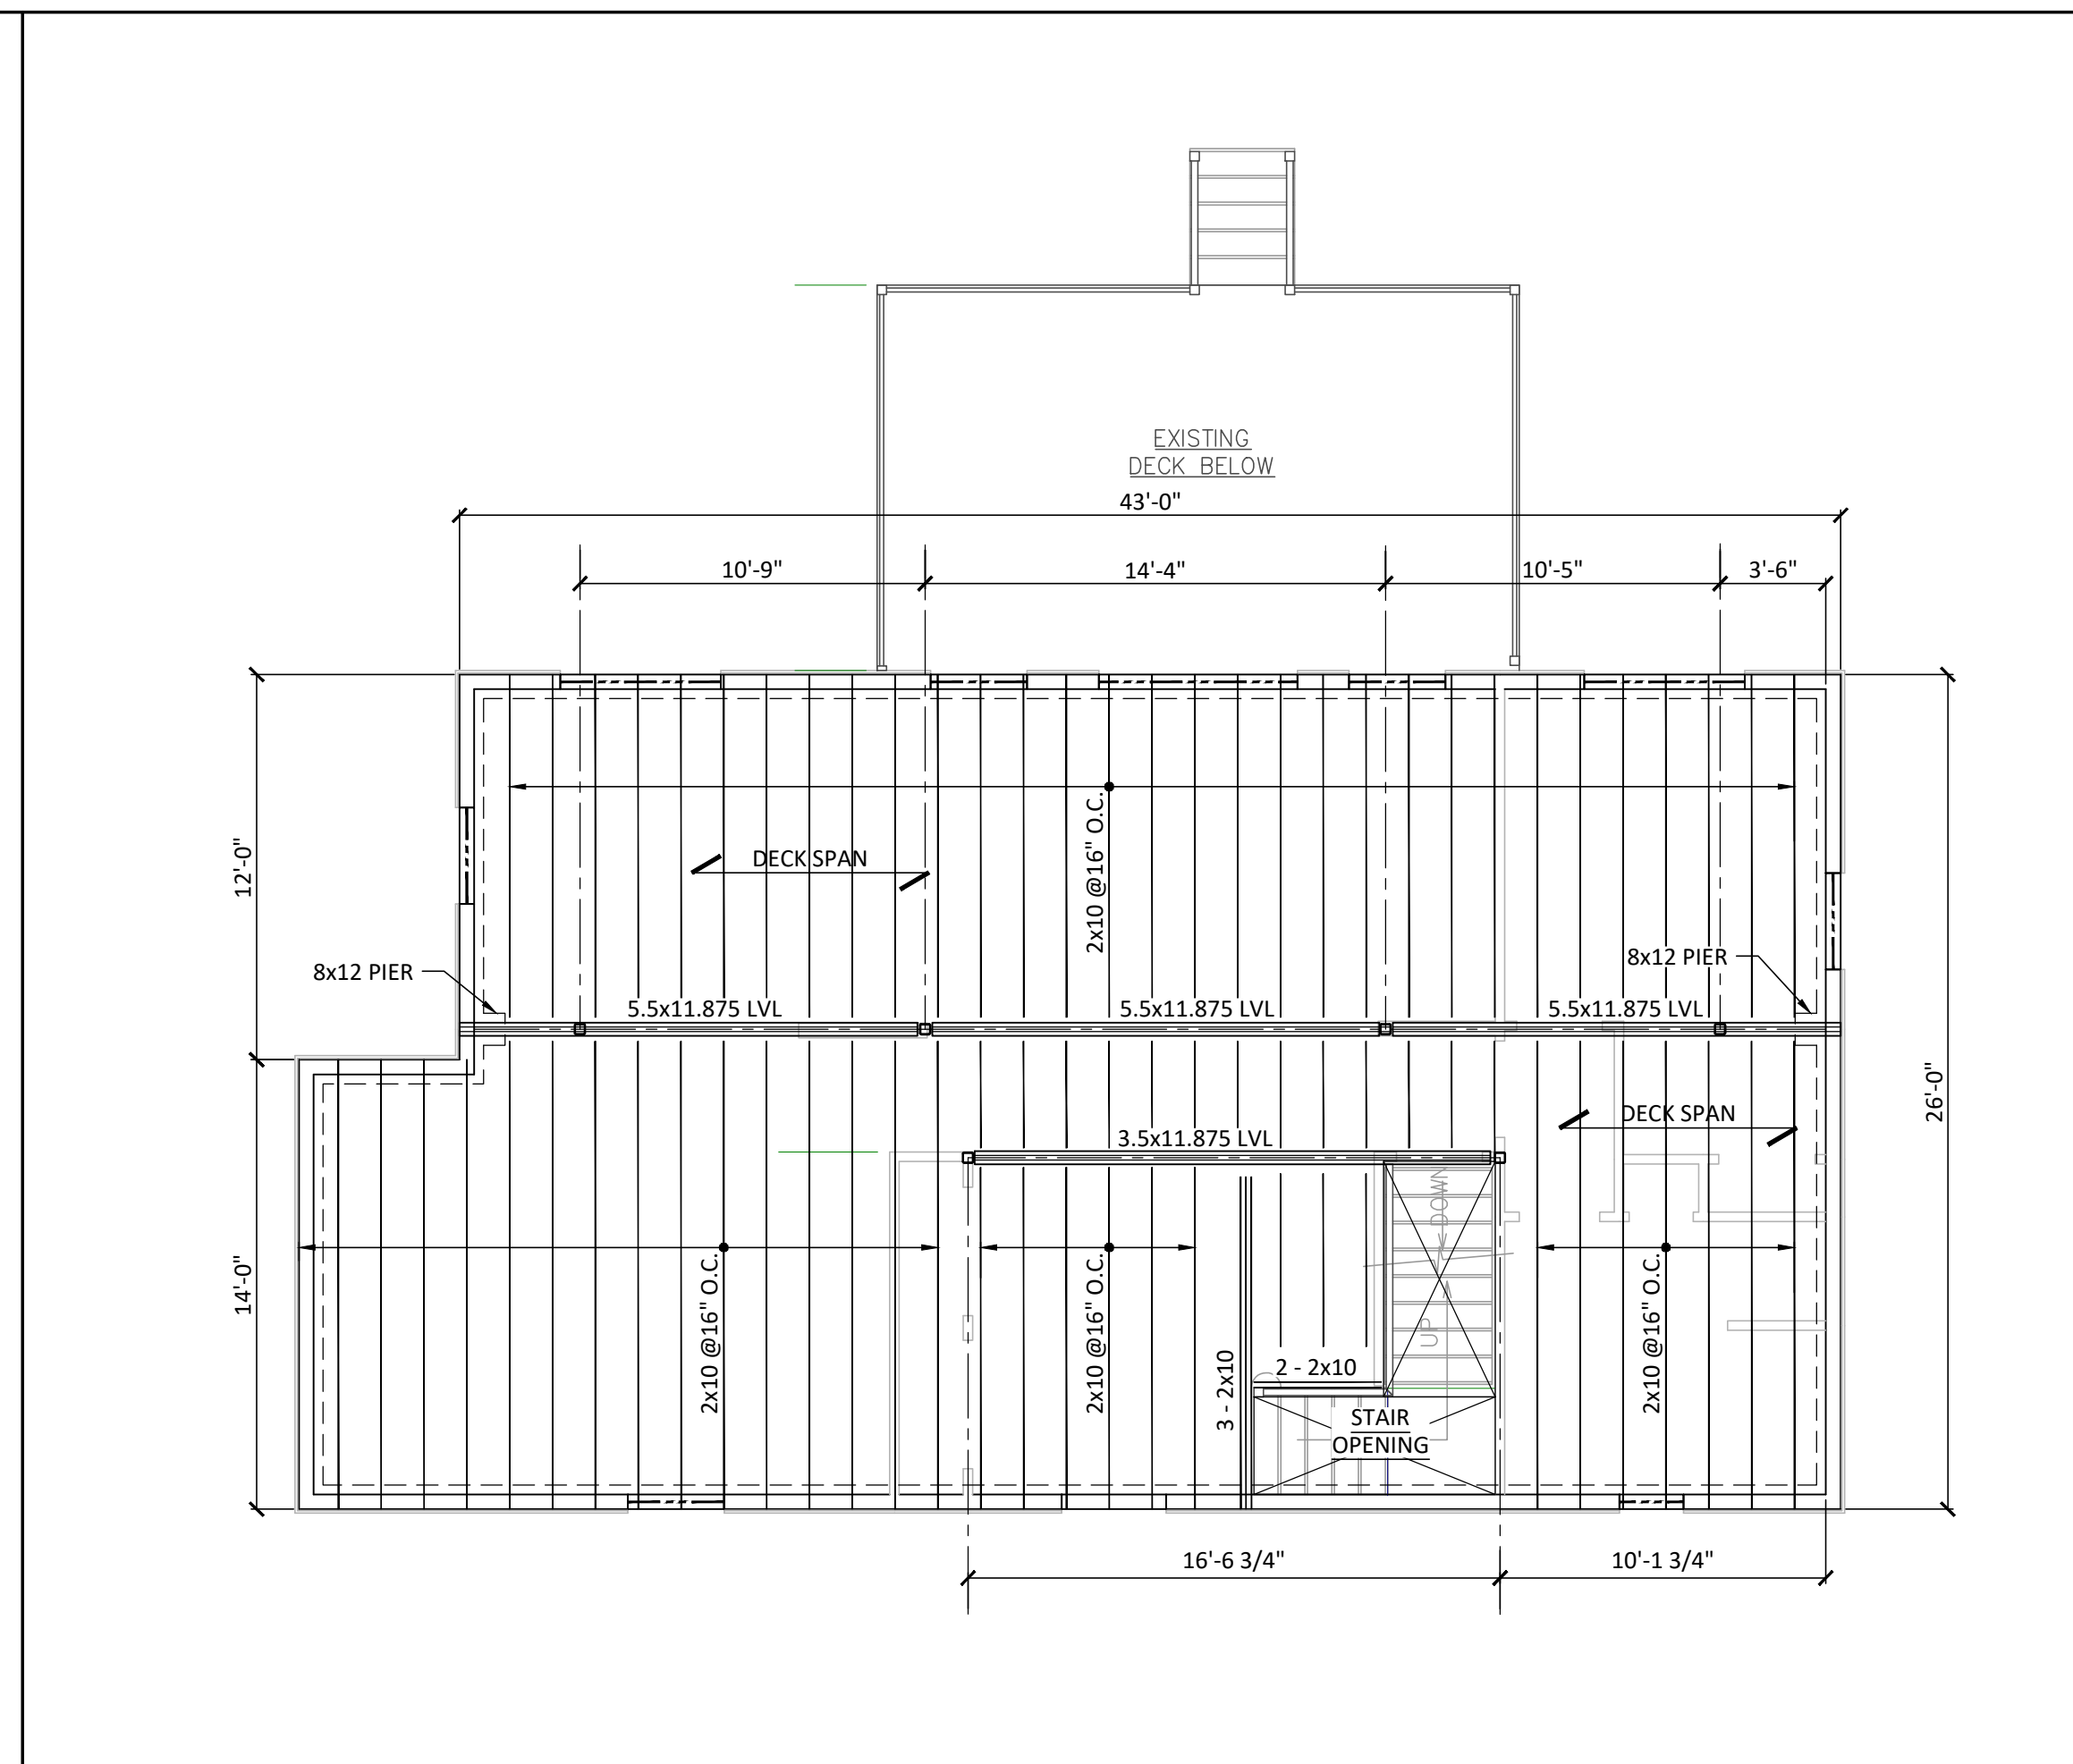 EXISTING
DECK BELOW
43'-0"
10'-9"
14'-4"
10'-5"
3'-6"
12'-0"
2x10 @16" O.C.
DECK SPAN
8x12 PIER
8x12 PIER
5.5x11.875 LVL
5.5x11.875 LVL
5.5x11.875 LVL
26'-0"
DECK SPAN
3.5x11.875 LVL
DOWN
14'-0"
2x10 @16" O.C.
2x10 @16" O.C.
UP
2x10 @16" O.C.
3 - 2x10
2 - 2x10
STAIR
OPENING
16'-6 3/4"
10'-1 3/4"